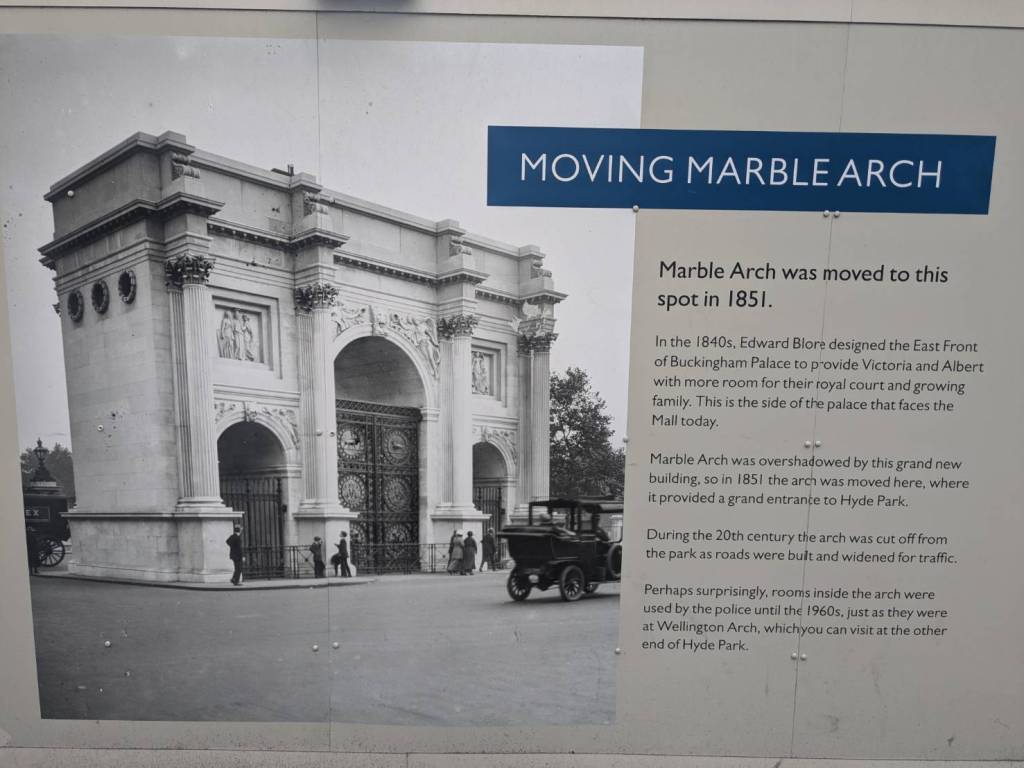 MOVING MARBLE ARCH
Marble Arch was moved to this
spot in 1851.
In the 1840s, Edward Blore designed the East Front
of Buckingham Palace to provide Victoria and Albert
with more room for their royal court and growing
family. This is the side of the palace that faces the
Mall today.
Marble Arch was overshadowed by this grand new
building, so in 1851 the arch was moved here, where
it provided a grand entrance to Hyde Park.
During the 20th century the arch was cut off from
the park as roads were built and widened for traffic.
Perhaps surprisingly, rooms inside the arch were
used by the police until the 1960s, just as they were
at Wellington Arch, which you can visit at the other
end of Hyde Park.
EX